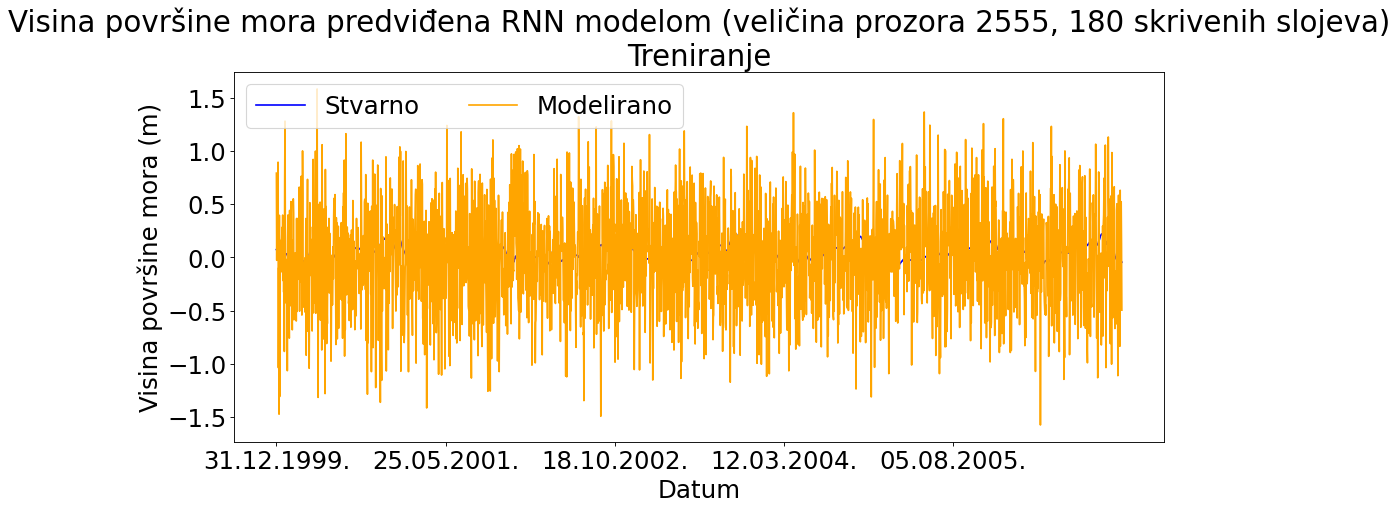 Visina površine mora predviđena RNN modelom (veličina prozora 2555, 180 skrivenih slojeva)
Treniranje
Stvarno
Modelirano
Visina površine mora (m)
1.5
1.0
0.5
0.0
−0.5
−1.0
−1.5
31.12.1999.
25.05.2001.
18.10.2002.
12.03.2004.
05.08.2005.
Datum